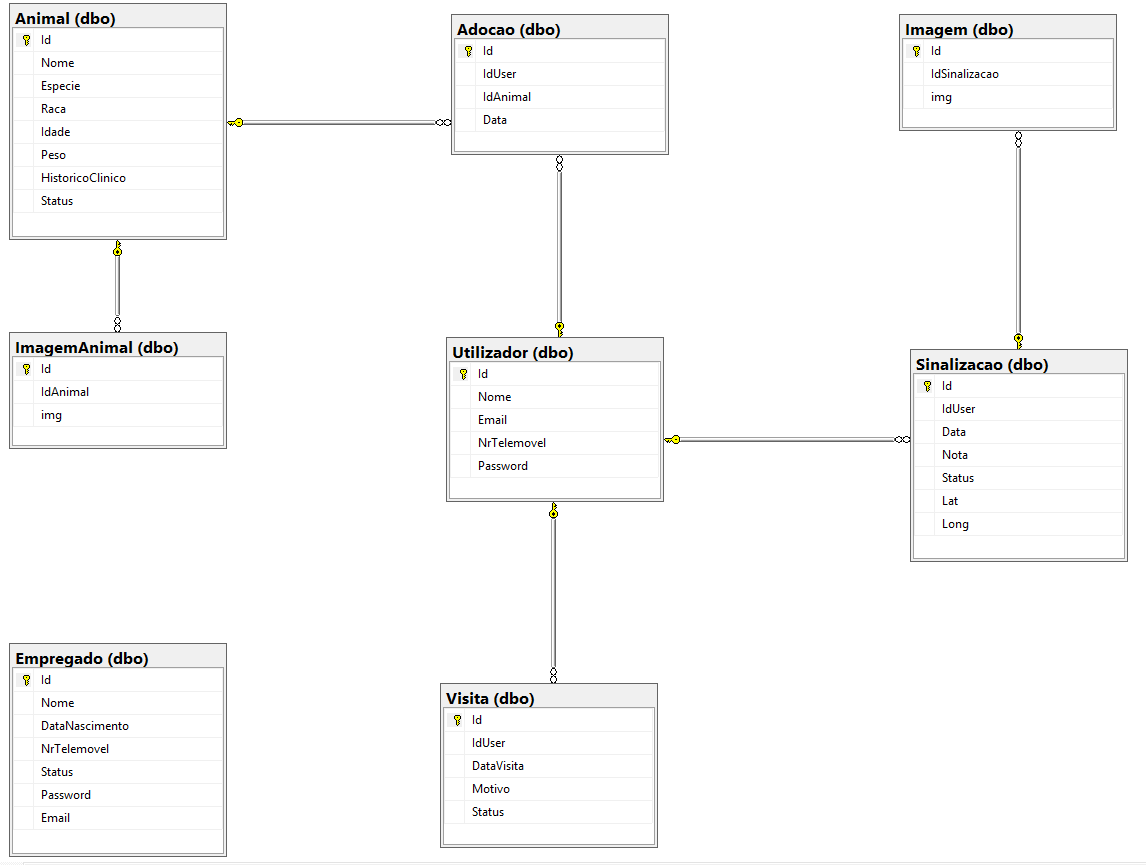 Animal (dbo)
Id
Nome
Especie
Raca
Idade
Peso
HistoricoClinico
Status
Adocao (dbo)
Id
IdUser
IdAnimal
Data
Imagem (dbo)
Id
IdSinalizacao
img
ImagemAnimal (dbo)
Id
IdAnimal
img
Utilizador (dbo)
Id
Nome
Email
NrTelemovel
Password
Sinalizacao (dbo)
Id
IdUser
Data
Nota
Status
Lat
Long
Empregado (dbo)
Id
Nome
DataNascimento
NrTelemovel
Status
Password
Email
Visita (dbo)
Id
IdUser
DataVisita
Motivo
Status